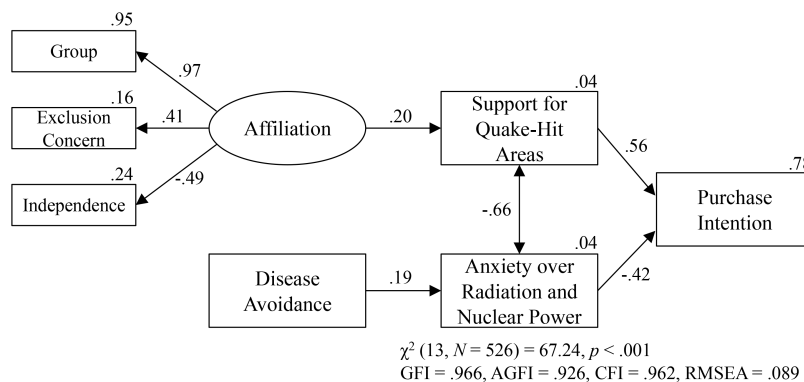 .95
Group
.97
.16
Exclusion
Concern
.41
Affiliation
.24
Independence
-.49
.20
.04
Support for
Quake-Hit
Areas
.56
.78
Purchase
Intention
-.66
Disease
Avoidance
.19
.04
Anxiety over
Radiation and
Nuclear Power
-.42
χ² (13, N = 526) = 67.24, p < .001
GFI = .966, AGFI = .926, CFI = .962, RMSEA = .089